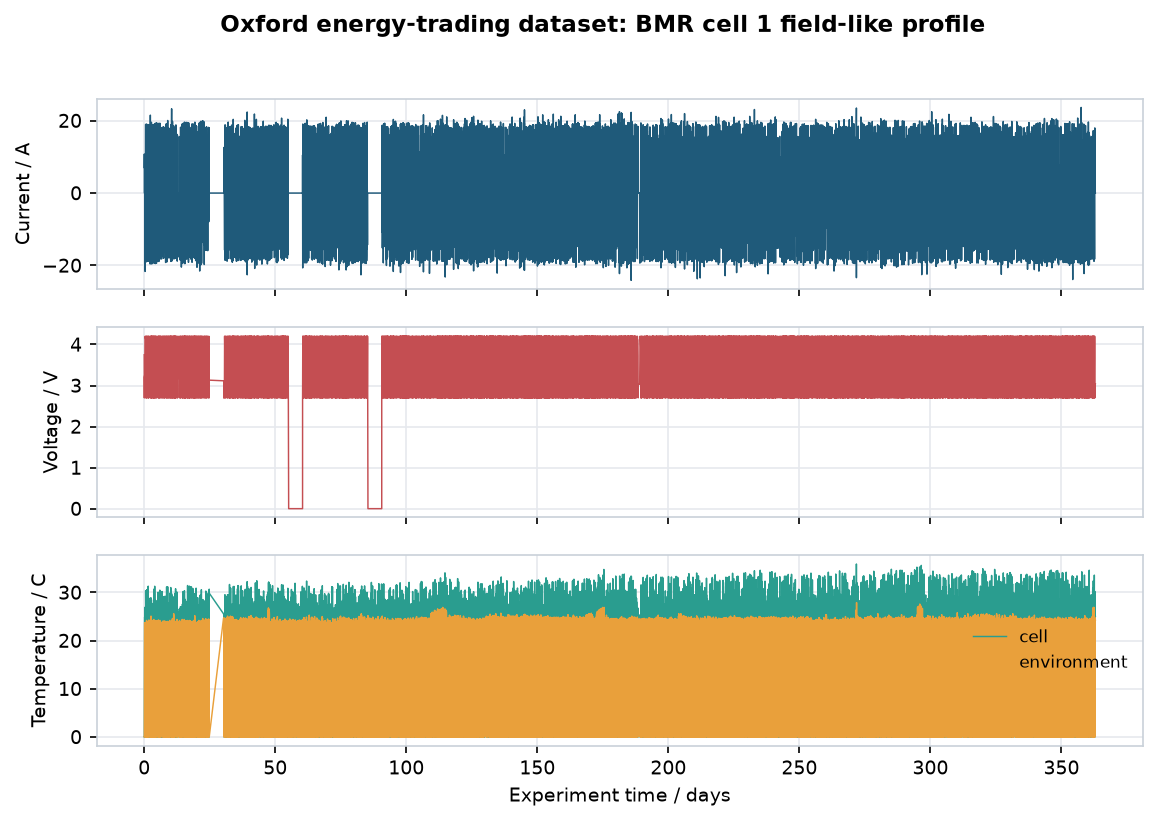 Oxford energy-trading dataset: BMR cell 1 field-like profile
Current / A
20
0
−20
Voltage / V
4
3
2
1
0
Temperature / C
30
20
10
0
cell
environment
0 50 100 150 200 250 300 350
Experiment time / days